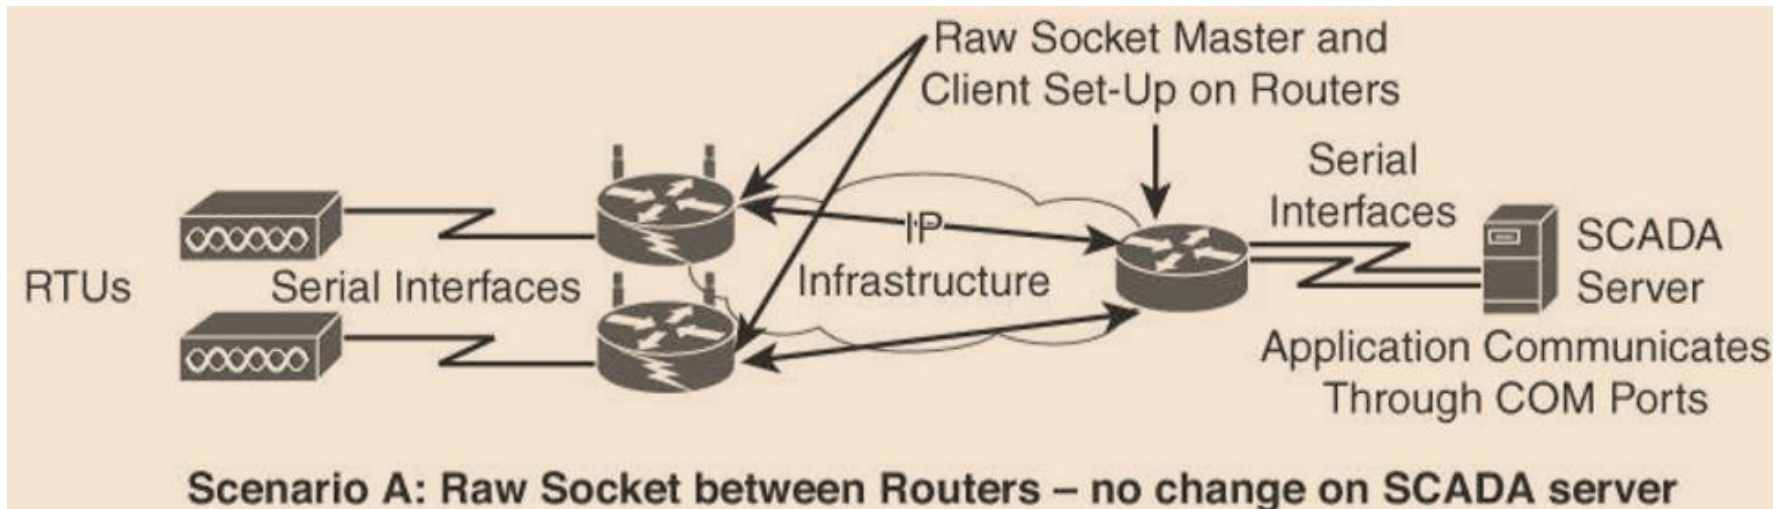 Raw Socket Master and
Client Set-Up on Routers
Serial
Interfaces
SCADA
Server
IP
Infrastructure
RTUs
Serial Interfaces
Application Communicates
Through COM Ports
Scenario A: Raw Socket between Routers – no change on SCADA server